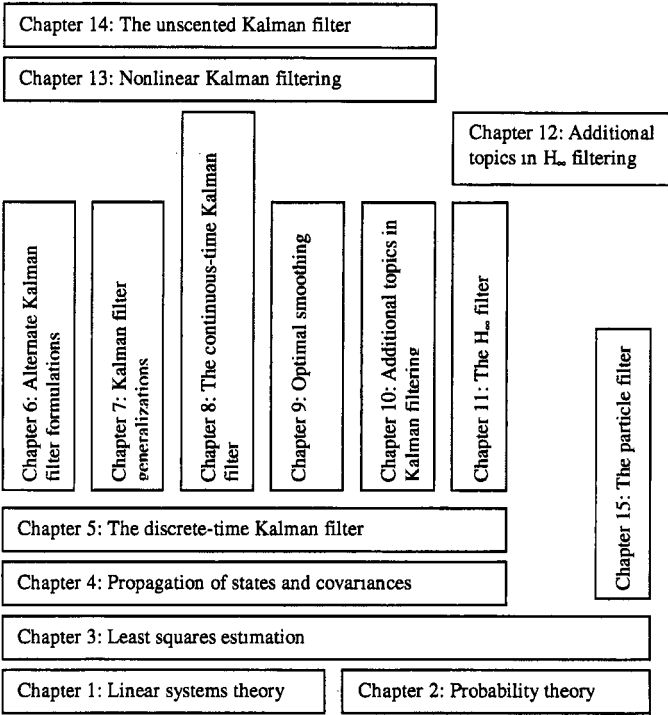 Chapter 14: The unscented Kalman filter
Chapter 13: Nonlinear Kalman filtering
Chapter 12: Additional
topics in H∞ filtering
Chapter 6: Alternate Kalman
filter formulations
Chapter 7: Kalman filter
generalizations
Chapter 8: The continuous-time Kalman
filter
Chapter 9: Optimal smoothing
Chapter 10: Additional topics in
Kalman filtering
Chapter 11: The H∞ filter
Chapter 15: The particle filter
Chapter 5: The discrete-time Kalman filter
Chapter 4: Propagation of states and covariances
Chapter 3: Least squares estimation
Chapter 1: Linear systems theory
Chapter 2: Probability theory